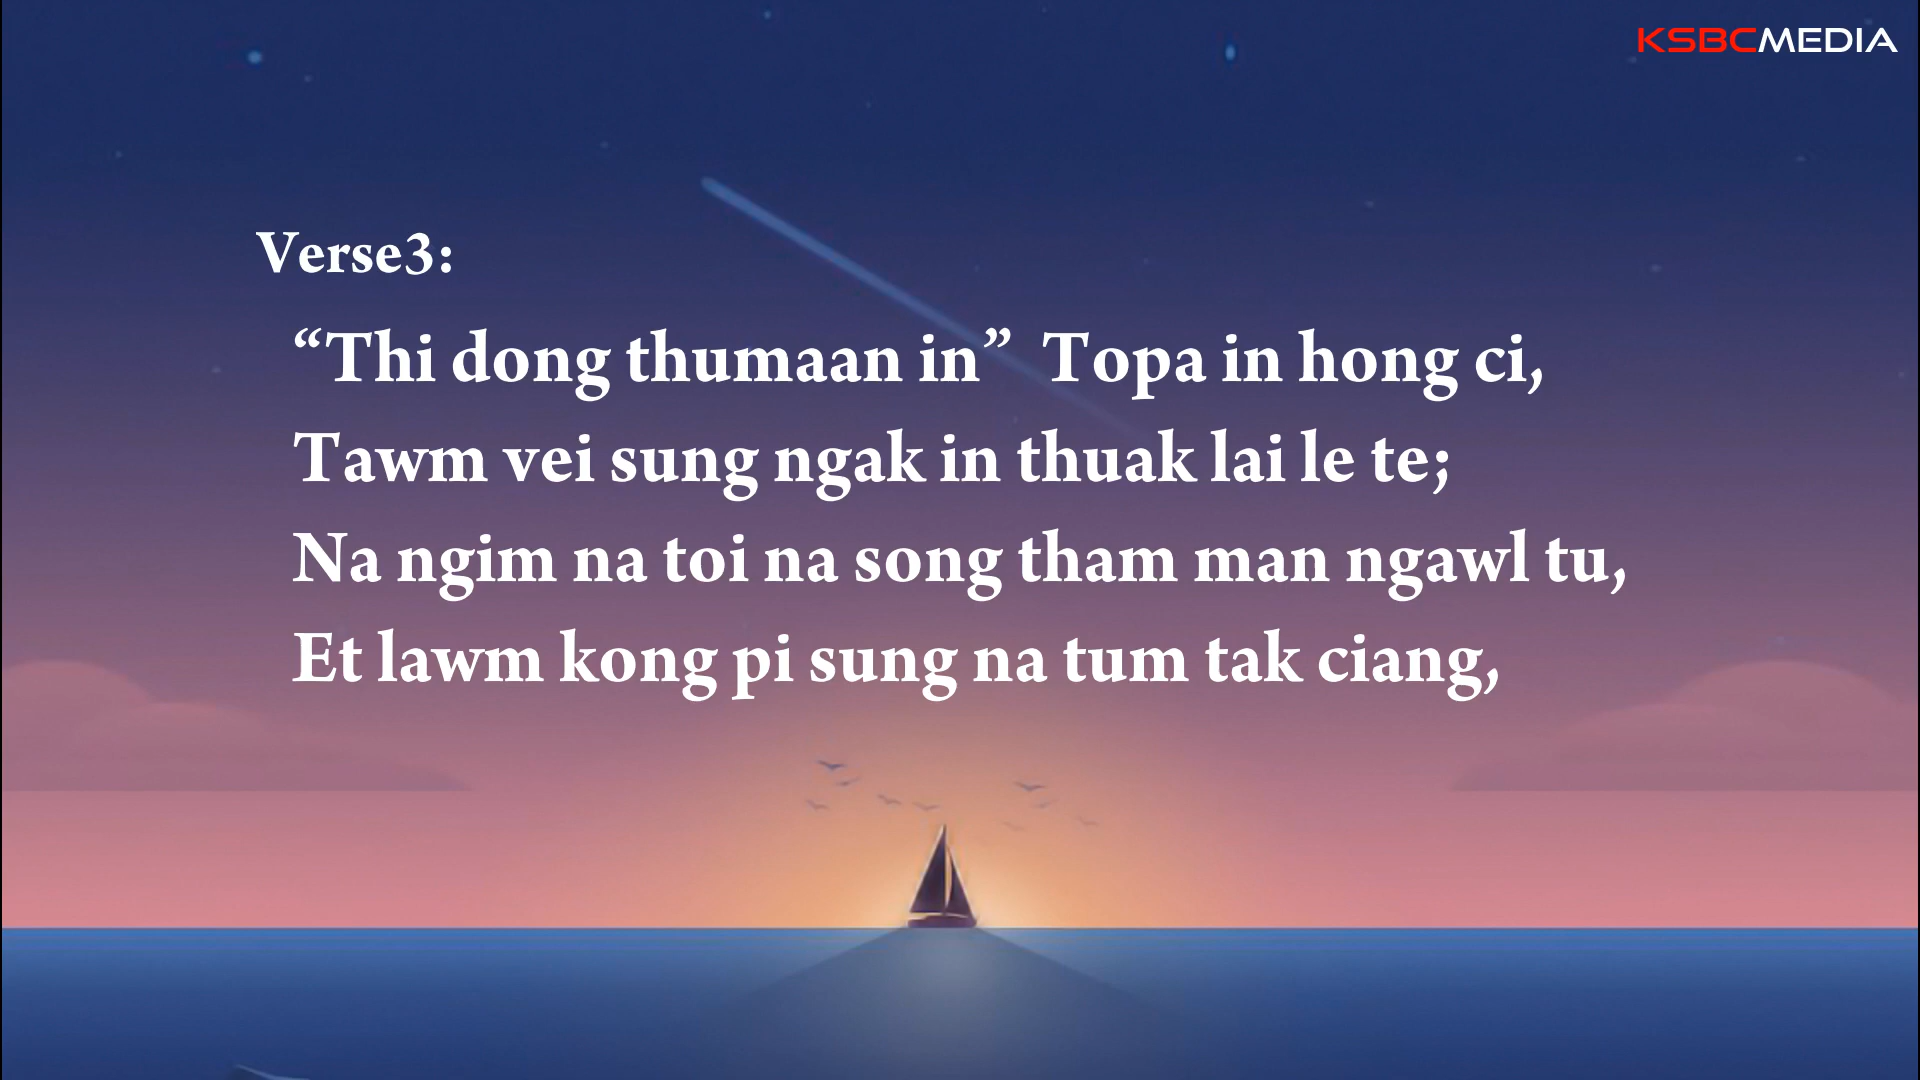 KSBCMEDIA
Verse3:
“Thi dong thumaan in” Topa in hong ci,
Tawm vei sung ngak in thuak lai le te;
Na ngim na toi na song tham man ngawl tu,
Et lawm kong pi sung na tum tak ciang,